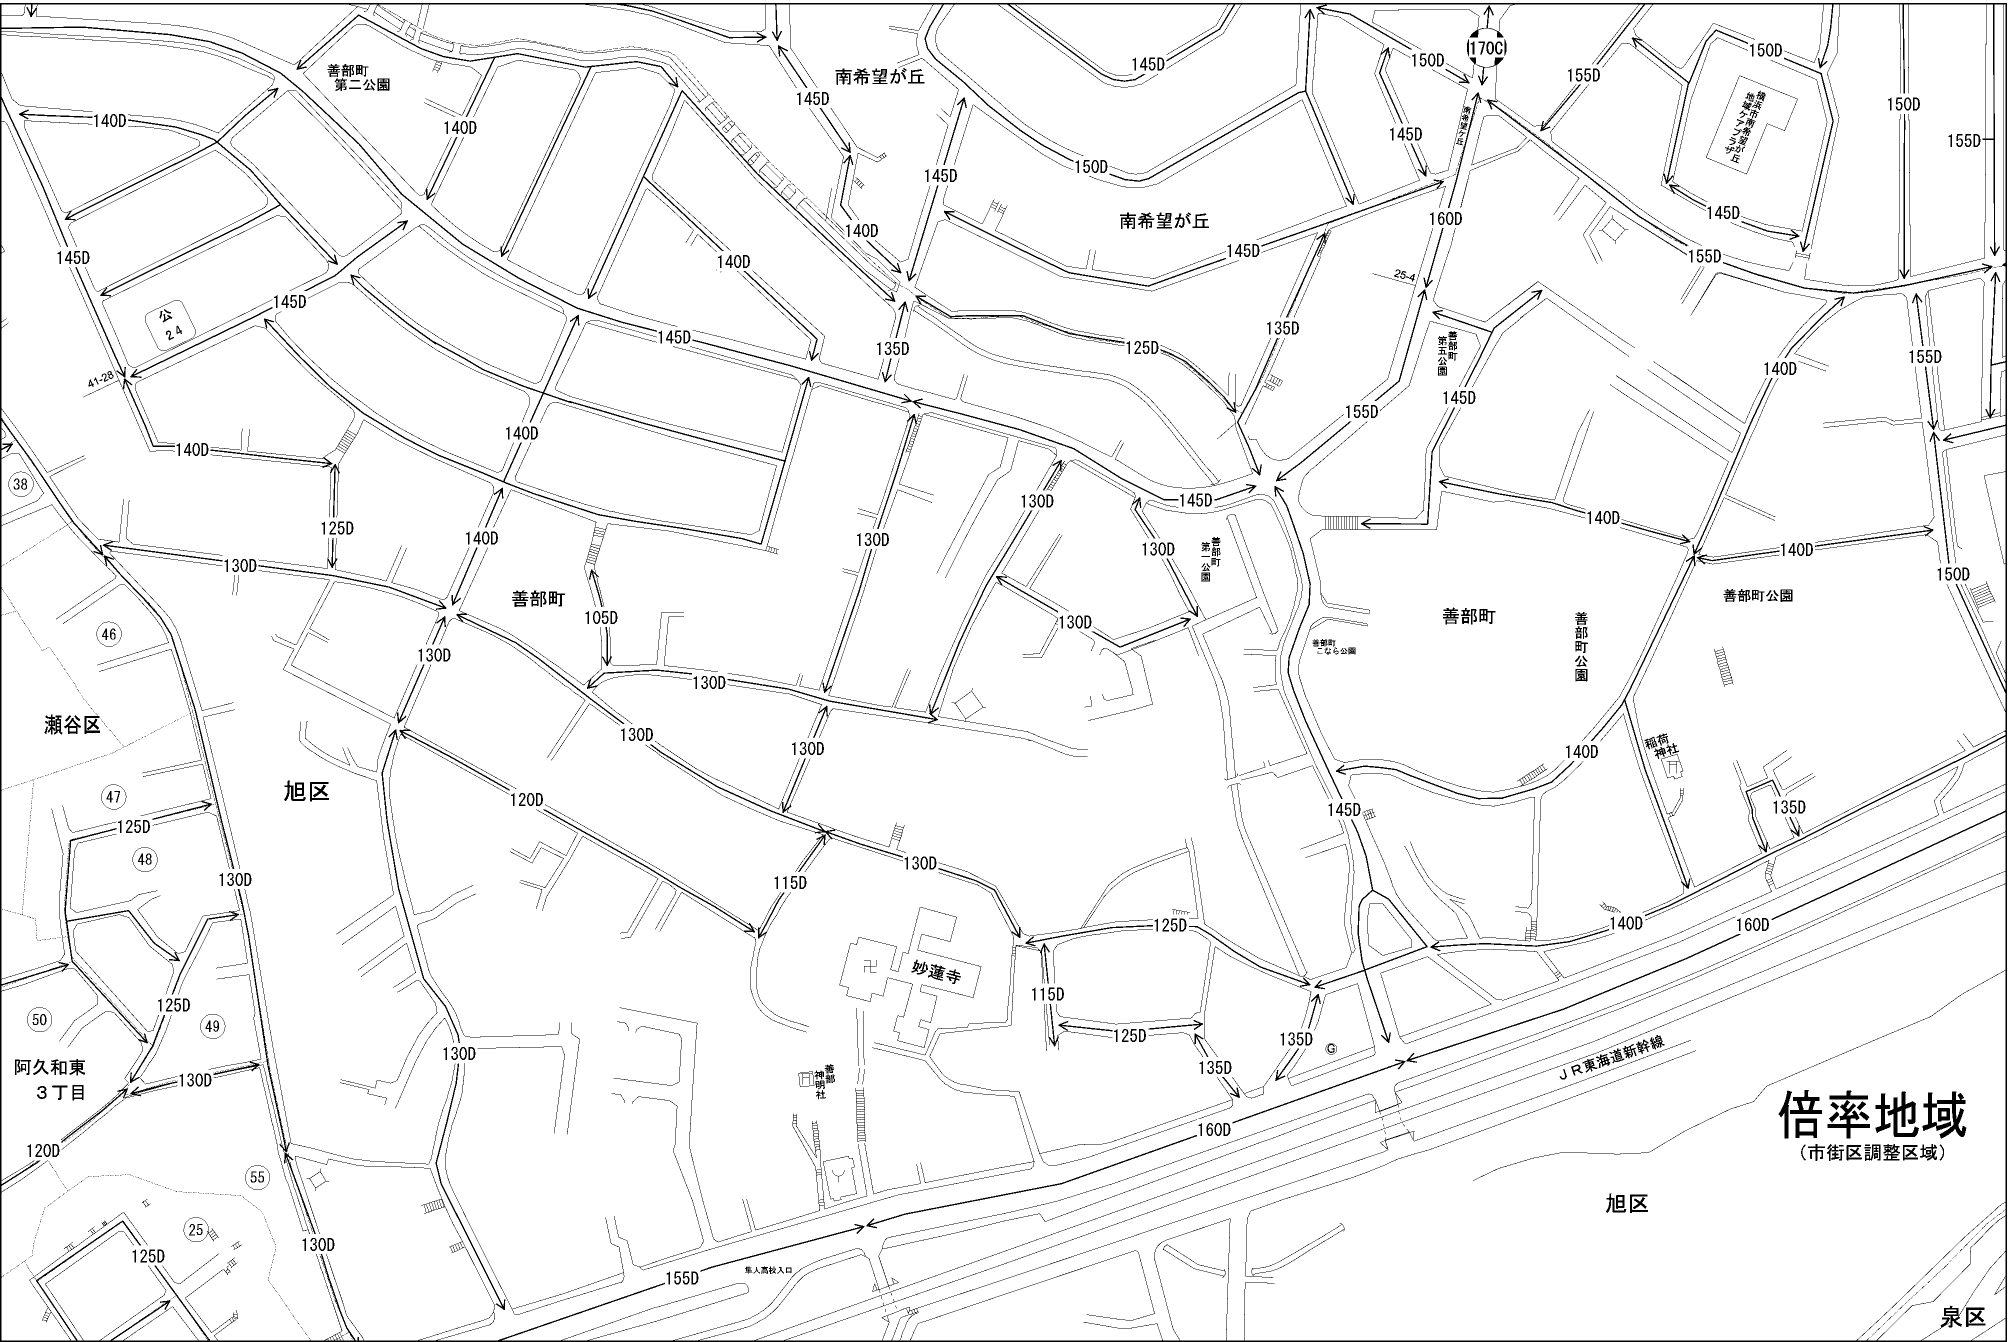 170C
150D
145D
155D
150D
150D
145D
155D
140D
140D
145D
善部町
第二公園
南希望が丘
南希望ケ丘
横浜市南希望が丘
地域ケアプラザ
150D
145D
145D
140D
南希望が丘
160D
145D
155D
145D
140D
145D
公
24
25-4
135D
145D
135D
125D
善部町
第五公園
155D
140D
41-28
155D
145D
140D
140D
38
145D
130D
125D
140D
130D
130D
140D
140D
130D
善部町
第一公園
150D
善部町
105D
130D
善部町
善部町公園
善部町公園
46
130D
130D
善部町
こなら公園
瀬谷区
130D
130D
140D
稲荷
神社
旭区
120D
145D
135D
47
125D
48
130D
115D
130D
125D
140D
160D
妙蓮寺
125D
50
49
115D
125D
135D
G
阿久和東
3丁目
130D
130D
135D
善部
神明社
JR東海道新幹線
倍率地域
(市街区調整区域)
120D
160D
55
旭区
25
125D
130D
155D
隼人高校入口
泉区